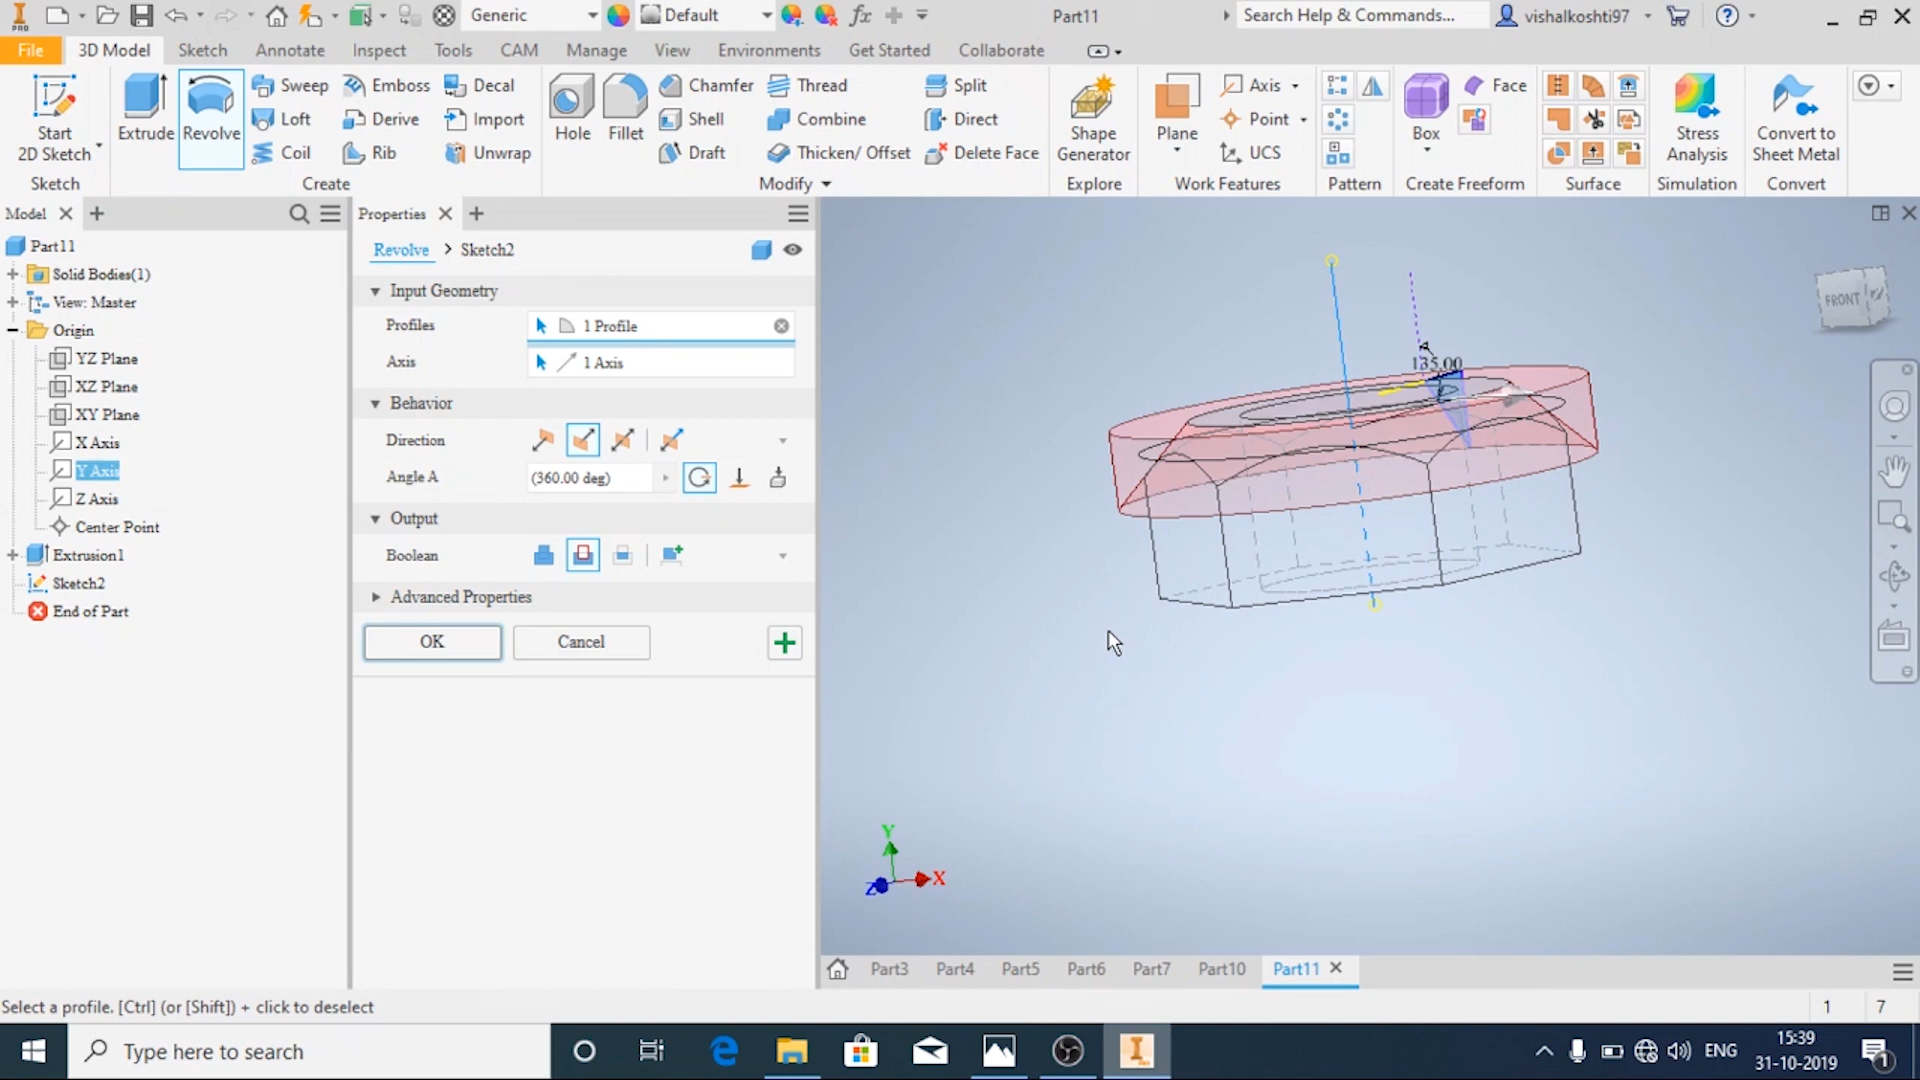 Generic
Default
fx
Part11
Search Help & Commands...
vishalkoshti97
PRO
File
3D Model
Sketch
Annotate
Inspect
Tools
CAM
Manage
View
Environments
Get Started
Collaborate
Start
2D Sketch
Extrude
Revolve
Sweep
Loft
Coil
Emboss
Derive
Rib
Decal
Import
Unwrap
Hole
Fillet
Chamfer
Shell
Draft
Thread
Combine
Thicken/ Offset
Split
Direct
Delete Face
Shape
Generator
Plane
Axis
Point
UCS
Box
Face
Stress
Analysis
Convert to
Sheet Metal
Sketch
Create
Modify
Explore
Work Features
Pattern
Create Freeform
Surface
Simulation
Convert
Model
Part11
Solid Bodies(1)
View: Master
Origin
YZ Plane
XZ Plane
XY Plane
X Axis
Y Axis
Z Axis
Center Point
Extrusion1
Sketch2
End of Part
Properties
Revolve > Sketch2
Input Geometry
Profiles
1 Profile
Axis
1 Axis
Behavior
Direction
Angle A
(360.00 deg)
Output
Boolean
Advanced Properties
OK
Cancel
135.00
FRONT
Y
X
Z
Part3
Part4
Part5
Part6
Part7
Part10
Part11
Select a profile. [Ctrl] (or [Shift]) + click to deselect
1
7
Type here to search
ENG
15:39
31-10-2019
1